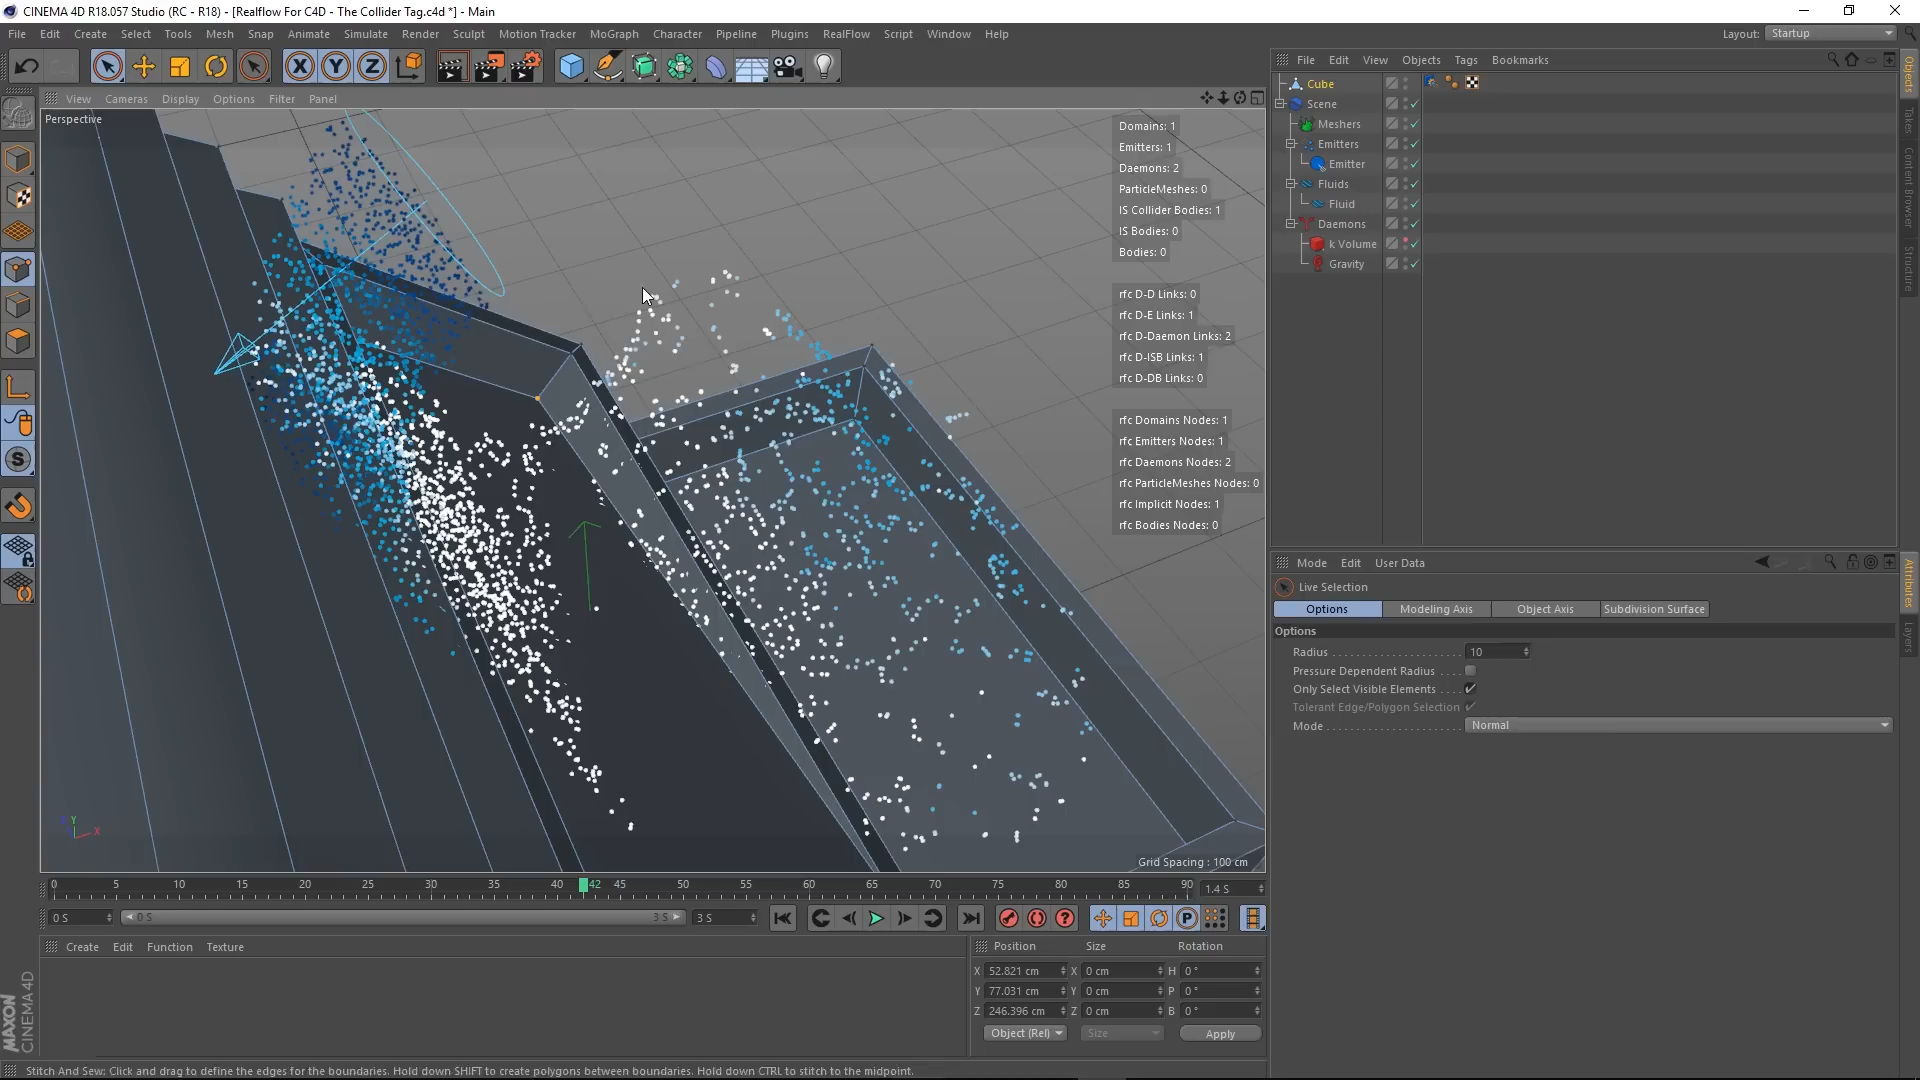 CINEMA 4D R18.057 Studio (RC - R18) - [Realflow For C4D - The Collider Tag.c4d *] - Main
File Edit Create Select Tools Mesh Snap Animate Simulate Render Sculpt Motion Tracker MoGraph Character Pipeline Plugins RealFlow Script Window Help
Layout: Startup
View Cameras Display Options Filter Panel
Perspective
Domains: 1
Emitters: 1
Daemons: 2
ParticleMeshes: 0
IS Collider Bodies: 1
IS Bodies: 0
Bodies: 0
rfc D-D Links: 0
rfc D-E Links: 1
rfc D-Daemon Links: 2
rfc D-ISB Links: 1
rfc D-DB Links: 0
rfc Domains Nodes: 1
rfc Emitters Nodes: 1
rfc Daemons Nodes: 2
rfc ParticleMeshes Nodes: 0
rfc Implicit Nodes: 1
rfc Bodies Nodes: 0
Y
X
Grid Spacing : 100 cm
File Edit View Objects Tags Bookmarks
Cube
Scene
Meshers
Emitters
Emitter
Fluids
Fluid
Daemons
k Volume
Gravity
Objects
Takes
Content Browser
Structure
Mode Edit User Data
Live Selection
Options Modeling Axis Object Axis Subdivision Surface
Options
Radius 10
Pressure Dependent Radius
Only Select Visible Elements
Tolerant Edge/Polygon Selection
Mode Normal
Attributes
Layers
0 5 10 15 20 25 30 35 40 42 45 50 55 60 65 70 75 80 85 90 1.4 S
0 S 0 S 3 S 3 S
Create Edit Function Texture
Position Size Rotation
X 52.821 cm X 0 cm H 0 °
Y 77.031 cm Y 0 cm P 0 °
Z 246.396 cm Z 0 cm B 0 °
Object (Rel) Size Apply
MAXON
CINEMA 4D
Stitch And Sew: Click and drag to define the edges for the boundaries. Hold down SHIFT to create polygons between boundaries. Hold down CTRL to stitch to the midpoint.